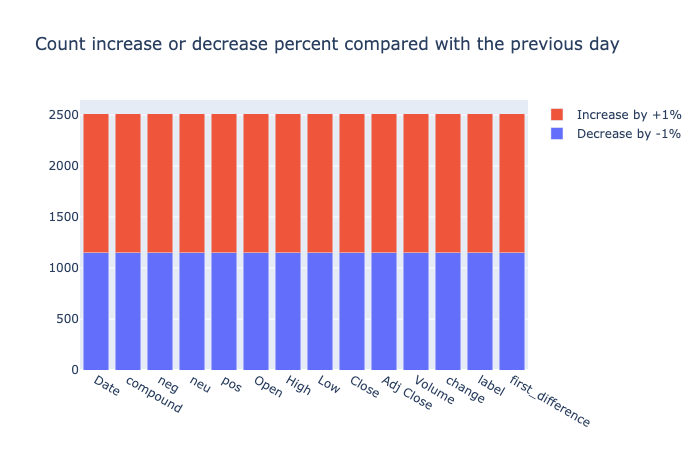 Count increase or decrease percent compared with the previous day
Increase by +1%
Decrease by -1%
2500
2000
1500
1000
500
0
Date
compound
neg
neu
pos
Open
High
Low
Close
Adj Close
Volume
change
label
first_difference